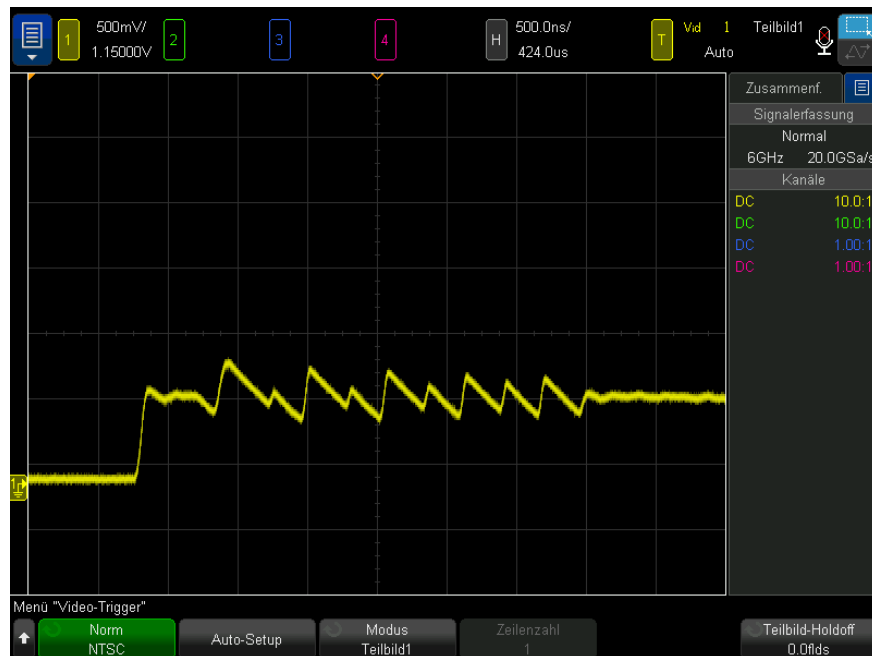 1 500mV/ 2 3 4 H 500.0ns/ T Vid 1 Teilbild1
1.15000V 424.0us Auto
Zusammenf.
Signalerfassung
Normal
6GHz 20.0GSa/s
Kanäle
DC 10.0:1
DC 10.0:1
DC 1.00:1
DC 1.00:1
1
Menü "Video-Trigger"
Norm Auto-Setup Modus Zeilenzahl Teilbild-Holdoff
NTSC Teilbild1 1 0.0flds